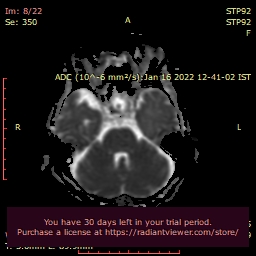 Im: 8/22
Se: 350
STP92
STP92
F
A
ADC (10^-6 mm²/s):Jan 16 2022 12-41-02 IST
R
L
You have 30 days left in your trial period.
Purchase a license at https://radiantviewer.com/store/